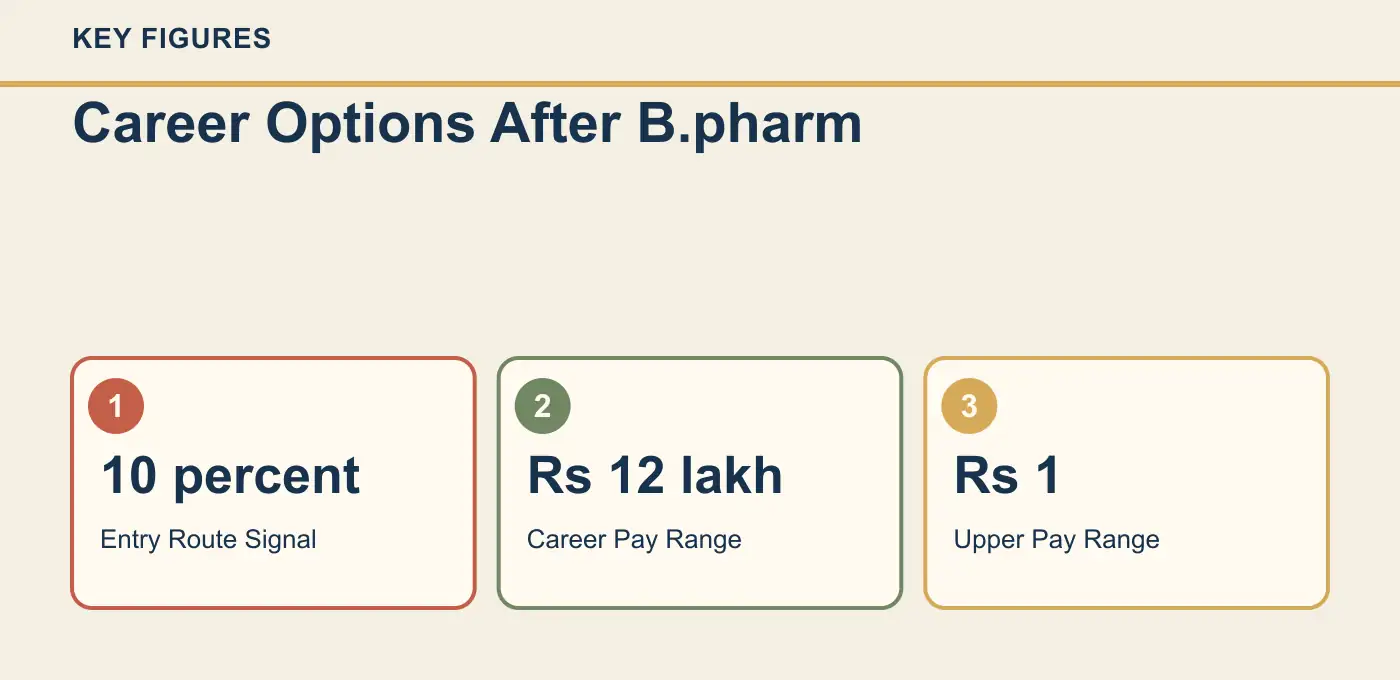 KEY FIGURES
Career Options After B.pharm
1
10 percent
Entry Route Signal
2
Rs 12 lakh
Career Pay Range
3
Rs 1
Upper Pay Range